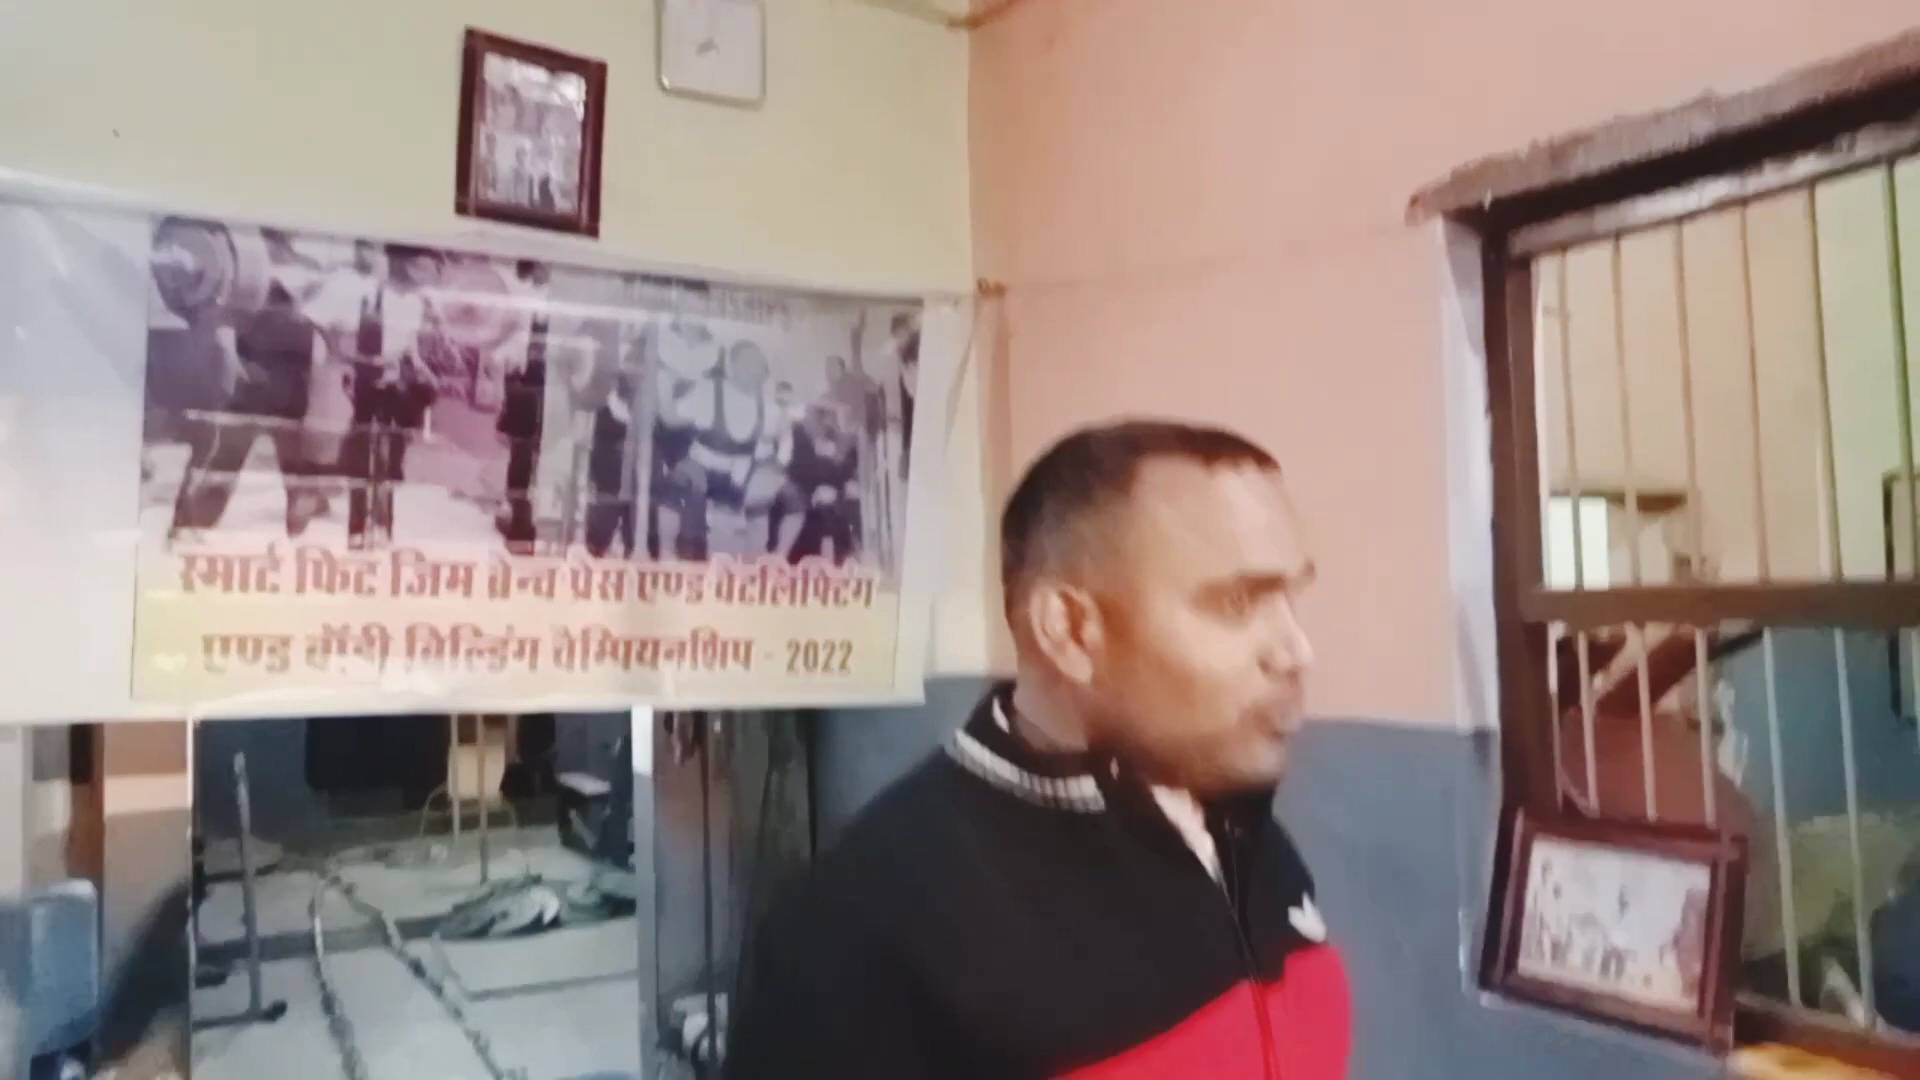 स्मार्ट फिट जिम बेन्च प्रेस एण्ड वेटलिफ्टिंग
एण्ड बॉडी बिल्डिंग चेम्पियनशिप - 2022